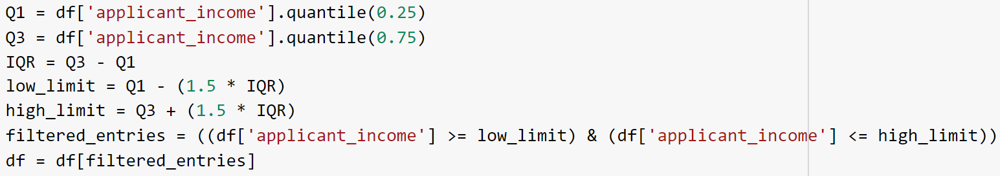 Q1 = df['applicant_income'].quantile(0.25)
Q3 = df['applicant_income'].quantile(0.75)
IQR = Q3 - Q1
low_limit = Q1 - (1.5 * IQR)
high_limit = Q3 + (1.5 * IQR)
filtered_entries = ((df['applicant_income'] >= low_limit) & (df['applicant_income'] <= high_limit))
df = df[filtered_entries]